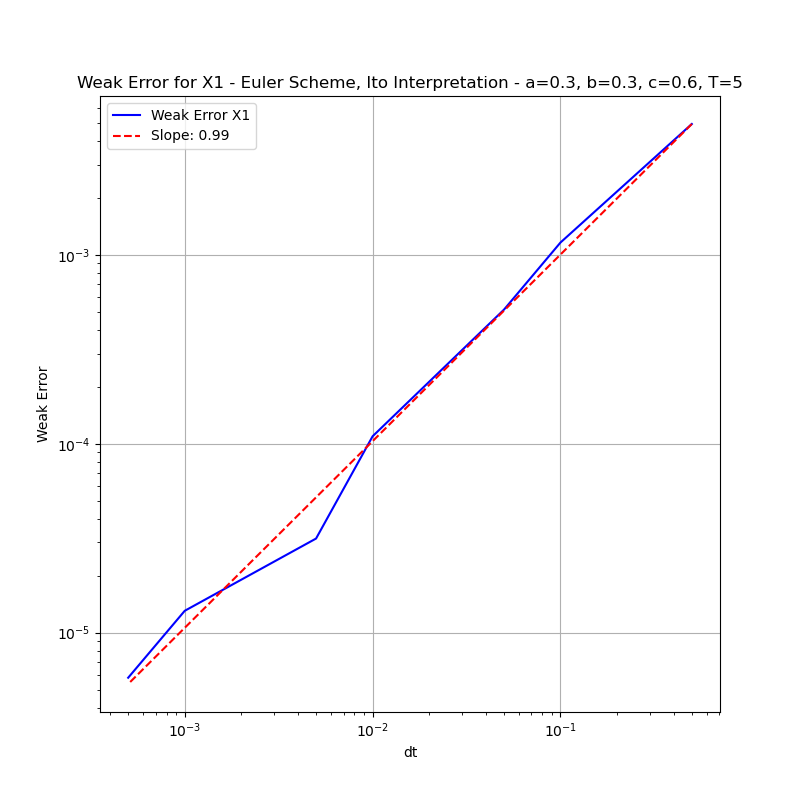 Weak Error for X1 - Euler Scheme, Ito Interpretation - a=0.3, b=0.3, c=0.6, T=5
Weak Error X1
Slope: 0.99
10⁻³
10⁻⁴
10⁻⁵
Weak Error
10⁻³ 10⁻² 10⁻¹
dt